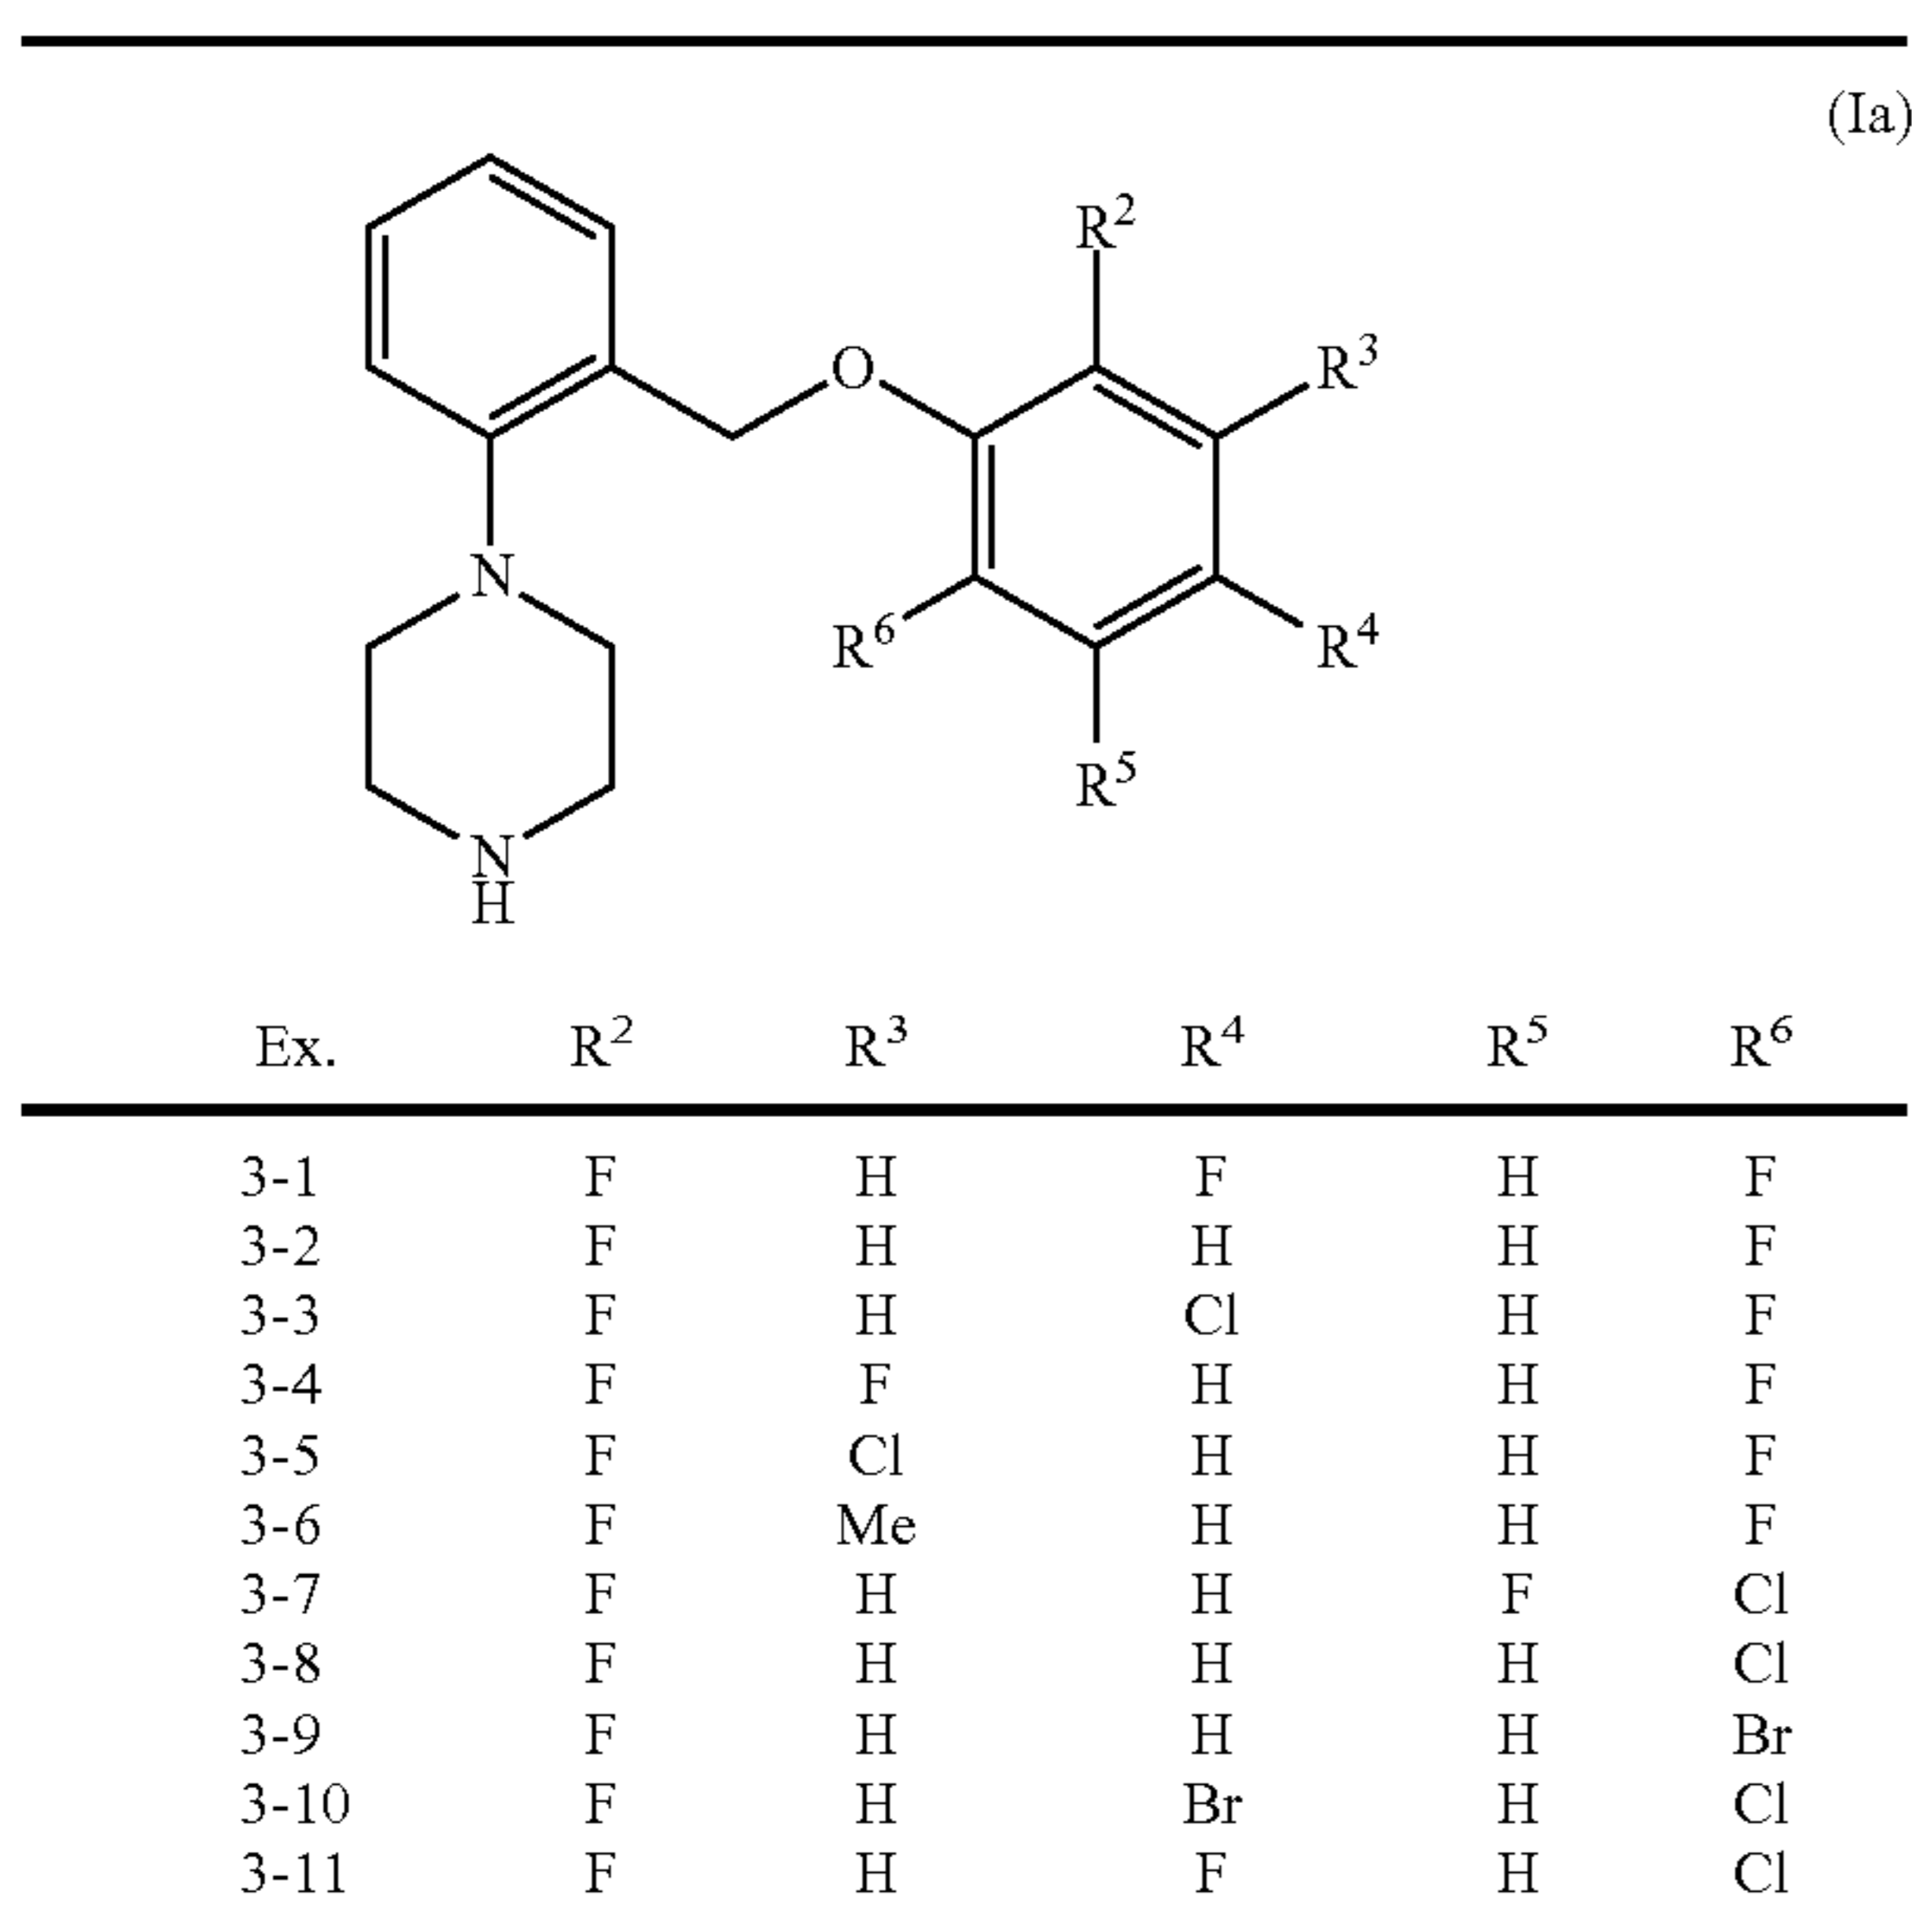 (Ia)
R²
O R³
N
R⁶ R⁴
R⁵
N
H
Ex. R² R³ R⁴ R⁵ R⁶
3-1 F H F H F
3-2 F H H H F
3-3 F H Cl H F
3-4 F F H H F
3-5 F Cl H H F
3-6 F Me H H F
3-7 F H H F Cl
3-8 F H H H Cl
3-9 F H H H Br
3-10 F H Br H Cl
3-11 F H F H Cl